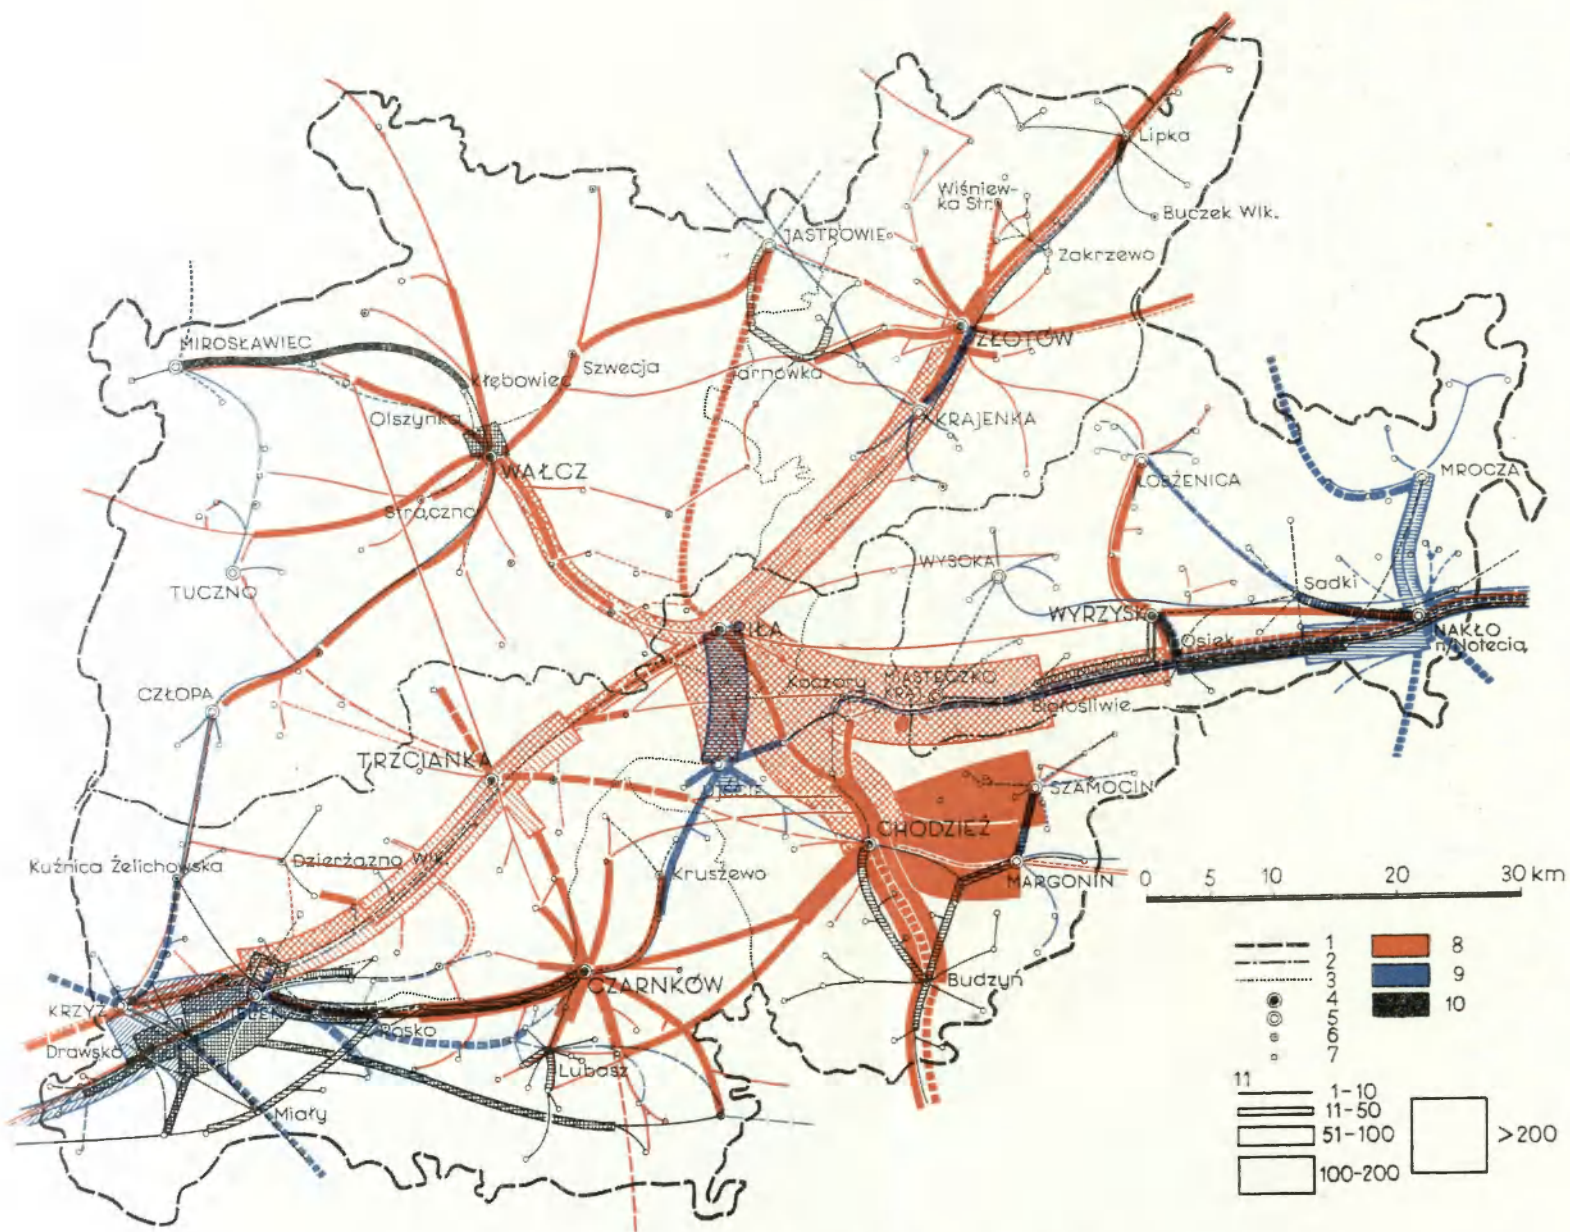 Lipka
Wiśniew-
ka Str.
Buczek Wlk.
JASTROWIE
Zakrzewo
ZŁOTÓW
MIROSŁAWIEC
Kłębowiec
Szwecja
Tarnówka
Olszynka
KRAJENKA
WAŁCZ
ŁOBŻENICA
MROCZA
Strączno
WYSOKA
TUCZNO
Sadki
PIŁA
WYRZYSK
NAKŁO
n/Notecią
Osiek
Kaczory
MIASTECZKO
KRAJ.
CZŁOPA
Białośliwie
TRZCIANKA
UJŚCIE
SZAMOCIN
CHODZIEŻ
Dzierżążno Wlk.
Kuźnica Żelichowska
Kruszewo
MARGONIN
0 5 10 20 30 km
CZARNKÓW
Budzyń
KRZYŻ
Rosko
Drawsko
Lubasz
Miały
1 8
2
3 9
4
5 10
6
7
11
1-10
11-50
51-100
100-200
>200